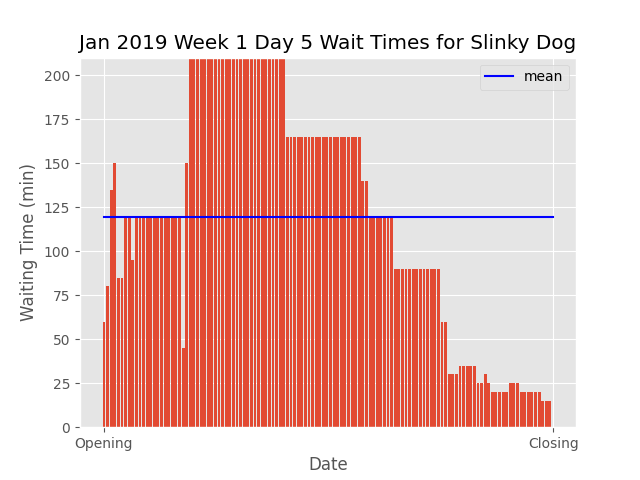 Jan 2019 Week 1 Day 5 Wait Times for Slinky Dog
mean
200
175
150
125
100
75
50
25
0
Waiting Time (min)
Opening
Closing
Date